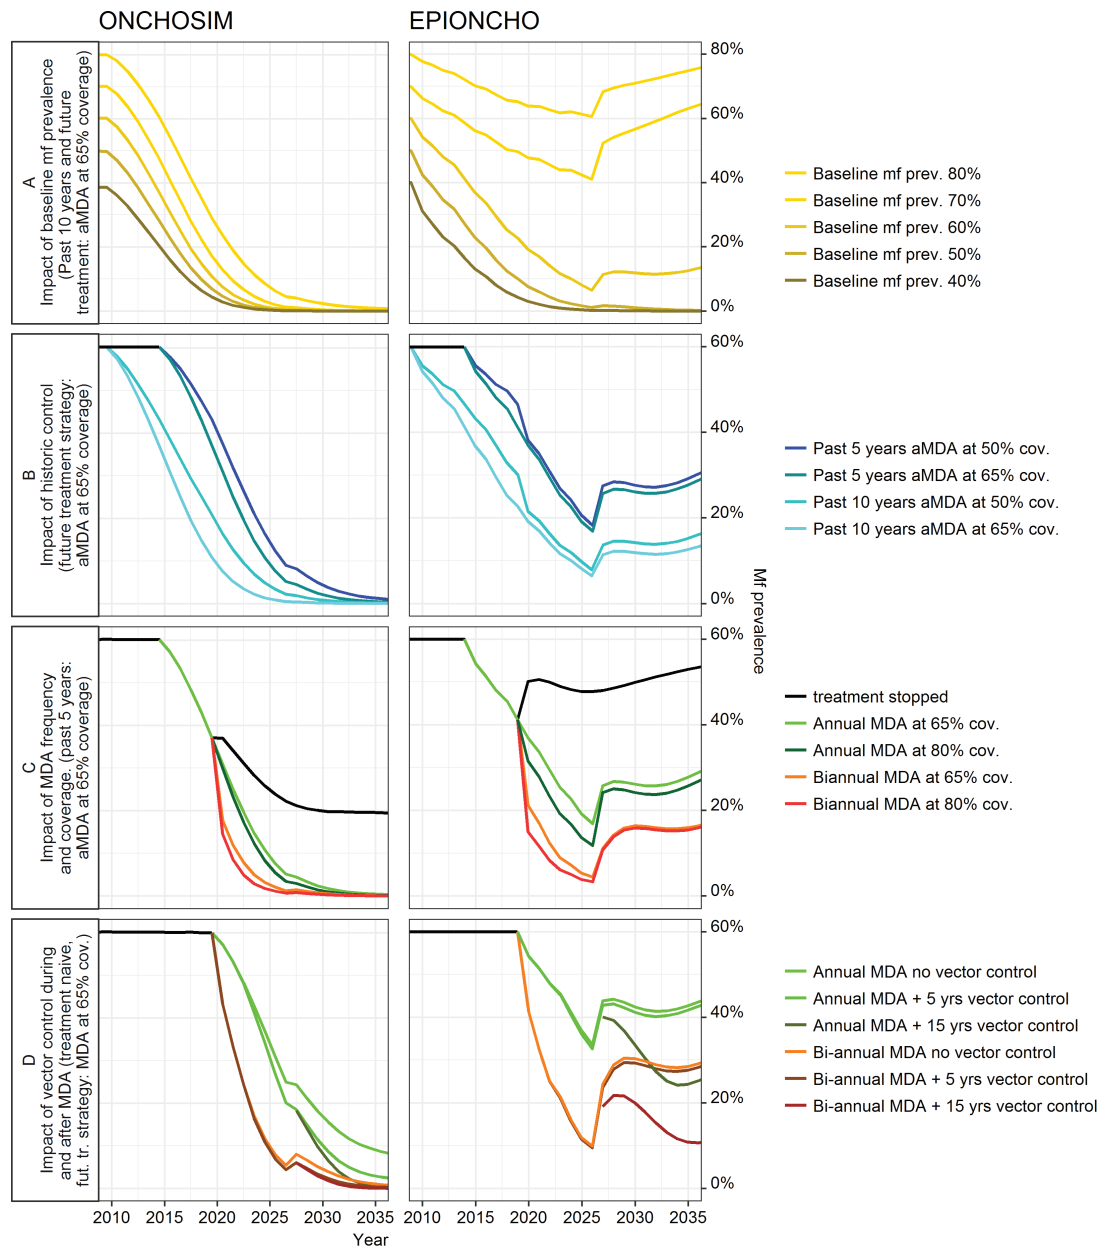 ONCHOSIM
EPIONCHO
A
Impact of baseline mf prevalence
(Past 10 years and future
treatment: aMDA at 65% coverage)
80%
60%
40%
20%
0%
Baseline mf prev. 80%
Baseline mf prev. 70%
Baseline mf prev. 60%
Baseline mf prev. 50%
Baseline mf prev. 40%
B
Impact of historic control
(future treatment strategy:
aMDA at 65% coverage)
60%
40%
20%
0%
Past 5 years aMDA at 50% cov.
Past 5 years aMDA at 65% cov.
Past 10 years aMDA at 50% cov.
Past 10 years aMDA at 65% cov.
Mf prevalence
C
Impact of MDA frequency
and coverage. (past 5 years:
aMDA at 65% coverage)
60%
40%
20%
0%
treatment stopped
Annual MDA at 65% cov.
Annual MDA at 80% cov.
Biannual MDA at 65% cov.
Biannual MDA at 80% cov.
D
Impact of vector control during
and after MDA (treatment naive,
fut. tr. strategy: MDA at 65% cov.)
60%
40%
20%
0%
Annual MDA no vector control
Annual MDA + 5 yrs vector control
Annual MDA + 15 yrs vector control
Bi-annual MDA no vector control
Bi-annual MDA + 5 yrs vector control
Bi-annual MDA + 15 yrs vector control
2010 2015 2020 2025 2030 2035
2010 2015 2020 2025 2030 2035
Year